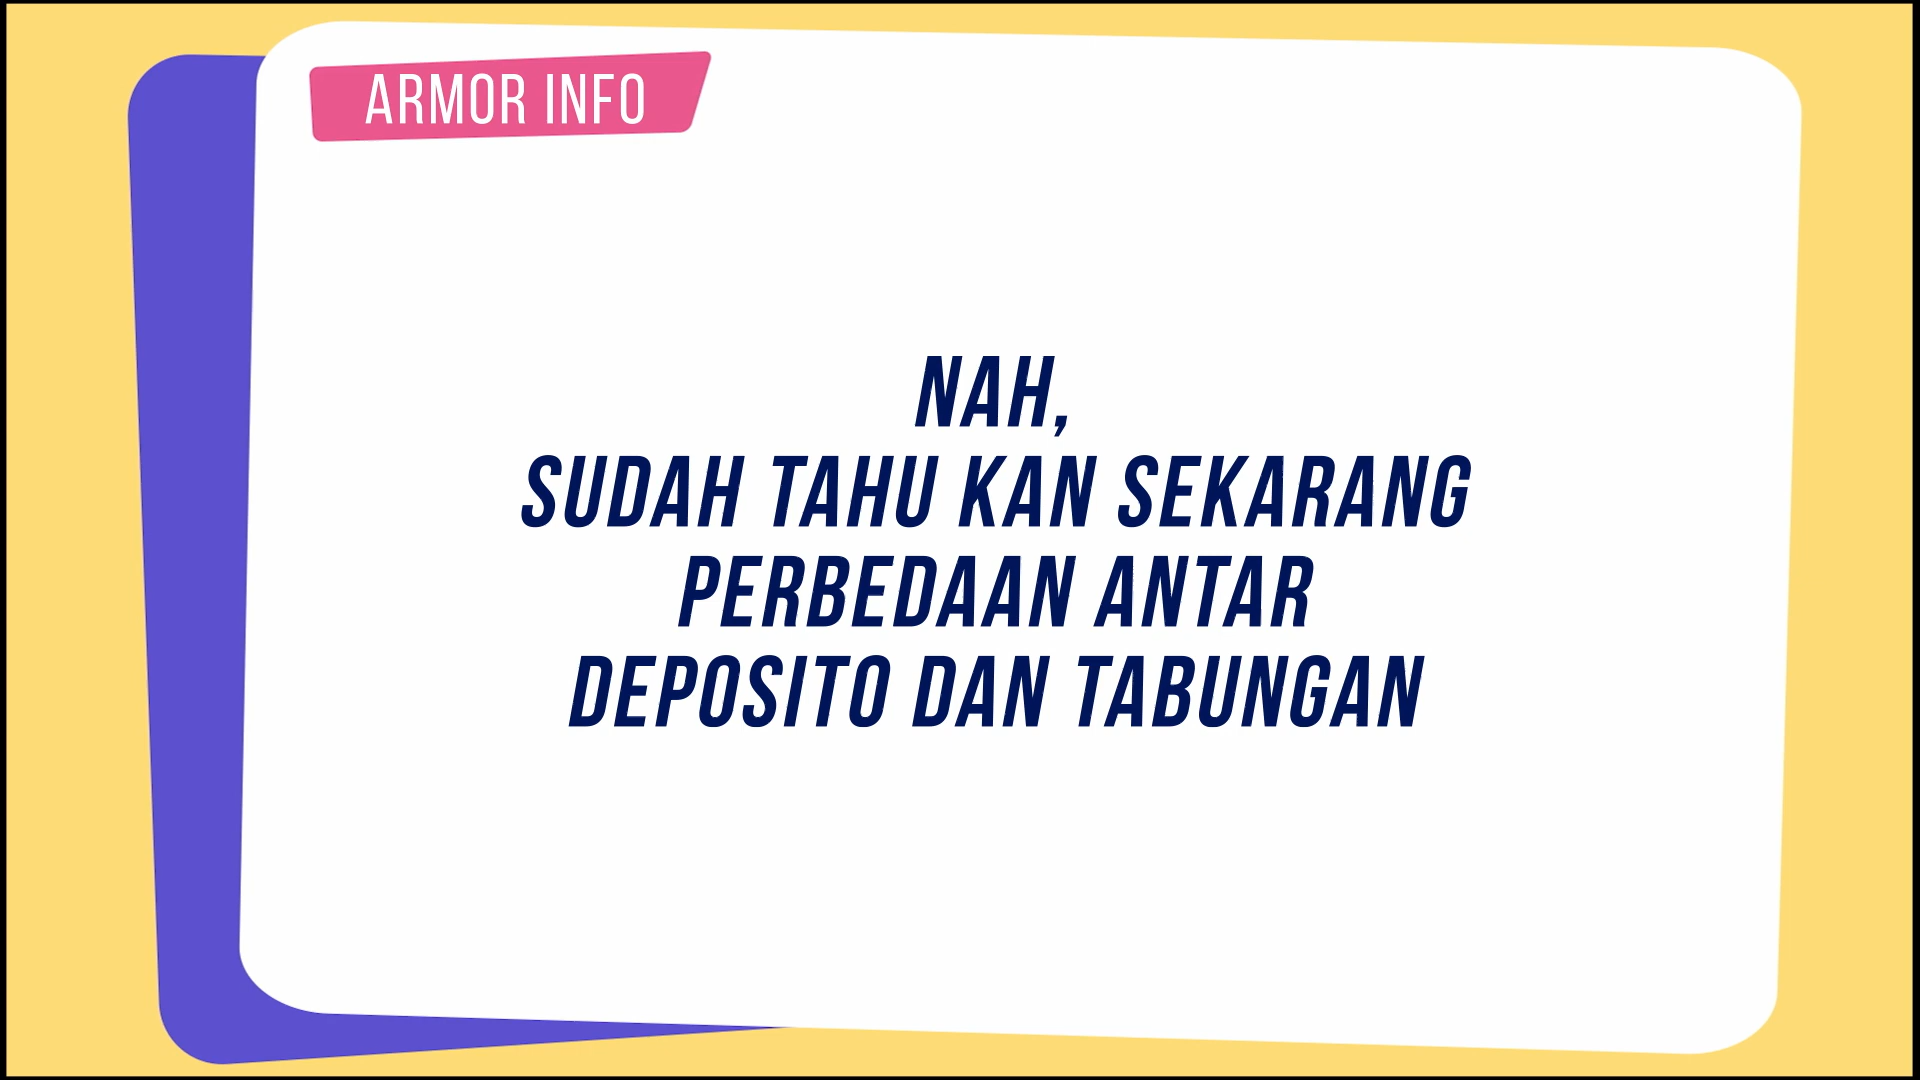 ARMOR INFO
NAH,
SUDAH TAHU KAN SEKARANG
PERBEDAAN ANTAR
DEPOSITO DAN TABUNGAN